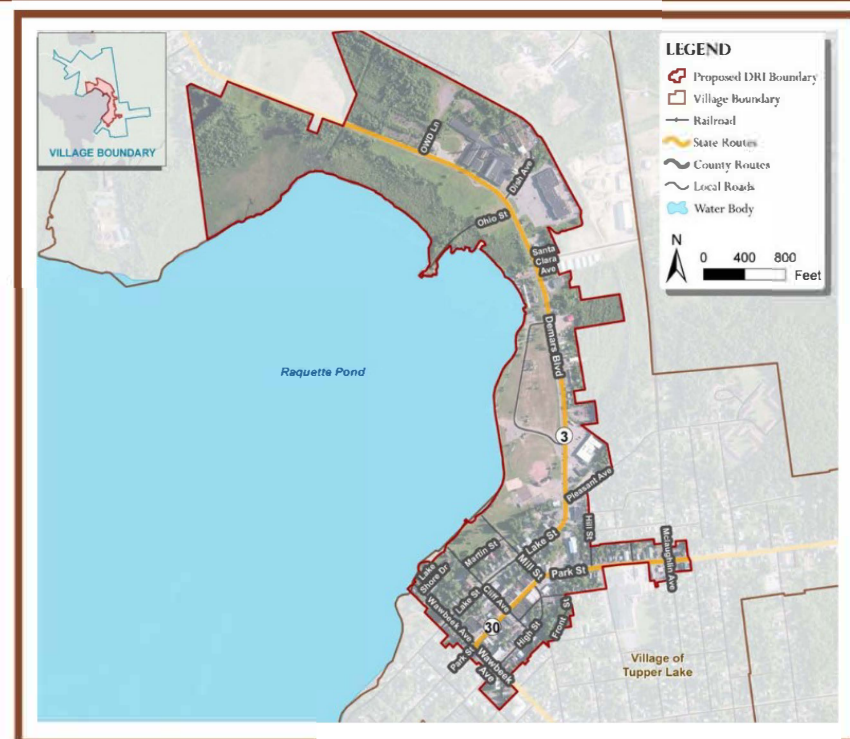 VILLAGE BOUNDARY
LEGEND
Proposed DRI Boundary
Village Boundary
Railroad
State Routes
County Routes
Local Roads
Water Body
N
0 400 800
Feet
OWD Ln
Dish Ave
Ohio St
Santa
Clara
Ave
Demars Blvd
Raquette Pond
3
Pleasant Ave
Hill St
Mclaughlin Ave
Lake St
Martin St
Mill St
Park St
Lake
Shore Dr
Lake St
Cliff Ave
Wawbeek Ave
30
High St
Front St
Park St
Wawbeek
Ave
Village of
Tupper Lake